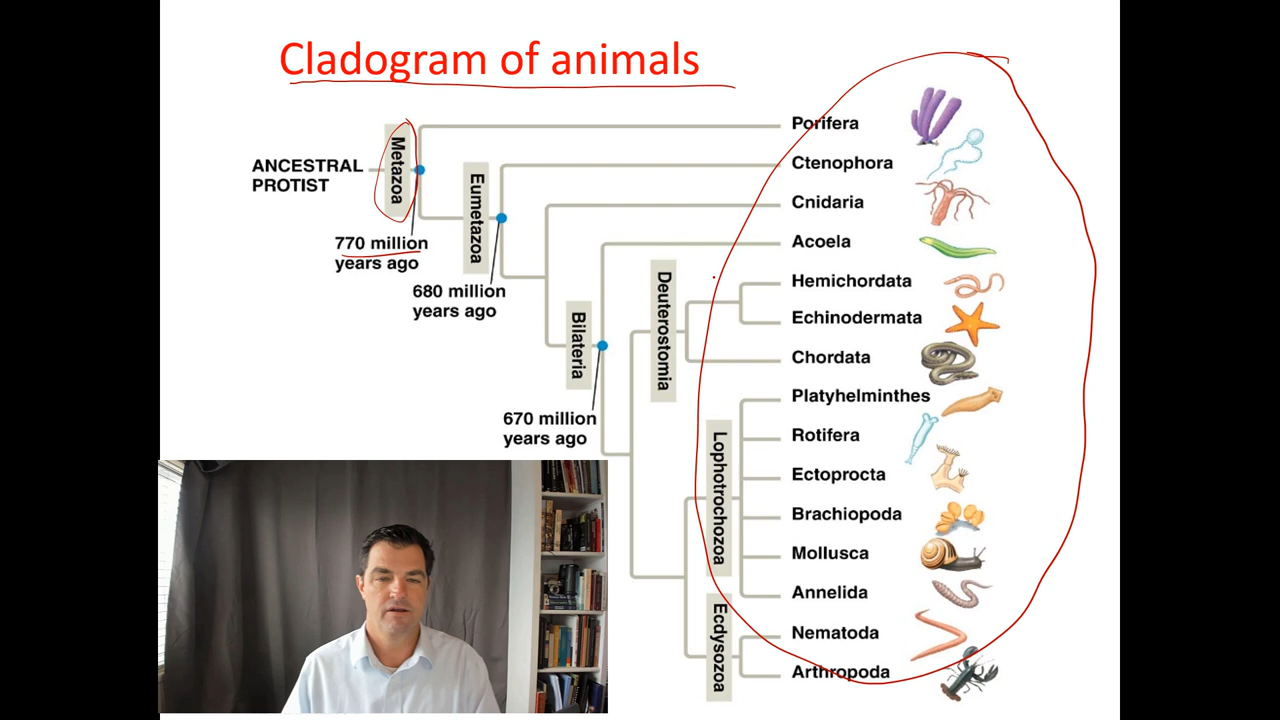 Cladogram of animals
ANCESTRAL
PROTIST
Metazoa
770 million
years ago
Eumetazoa
680 million
years ago
Bilateria
670 million
years ago
Deuterostomia
Lophotrochozoa
Ecdysozoa
Porifera
Ctenophora
Cnidaria
Acoela
Hemichordata
Echinodermata
Chordata
Platyhelminthes
Rotifera
Ectoprocta
Brachiopoda
Mollusca
Annelida
Nematoda
Arthropoda